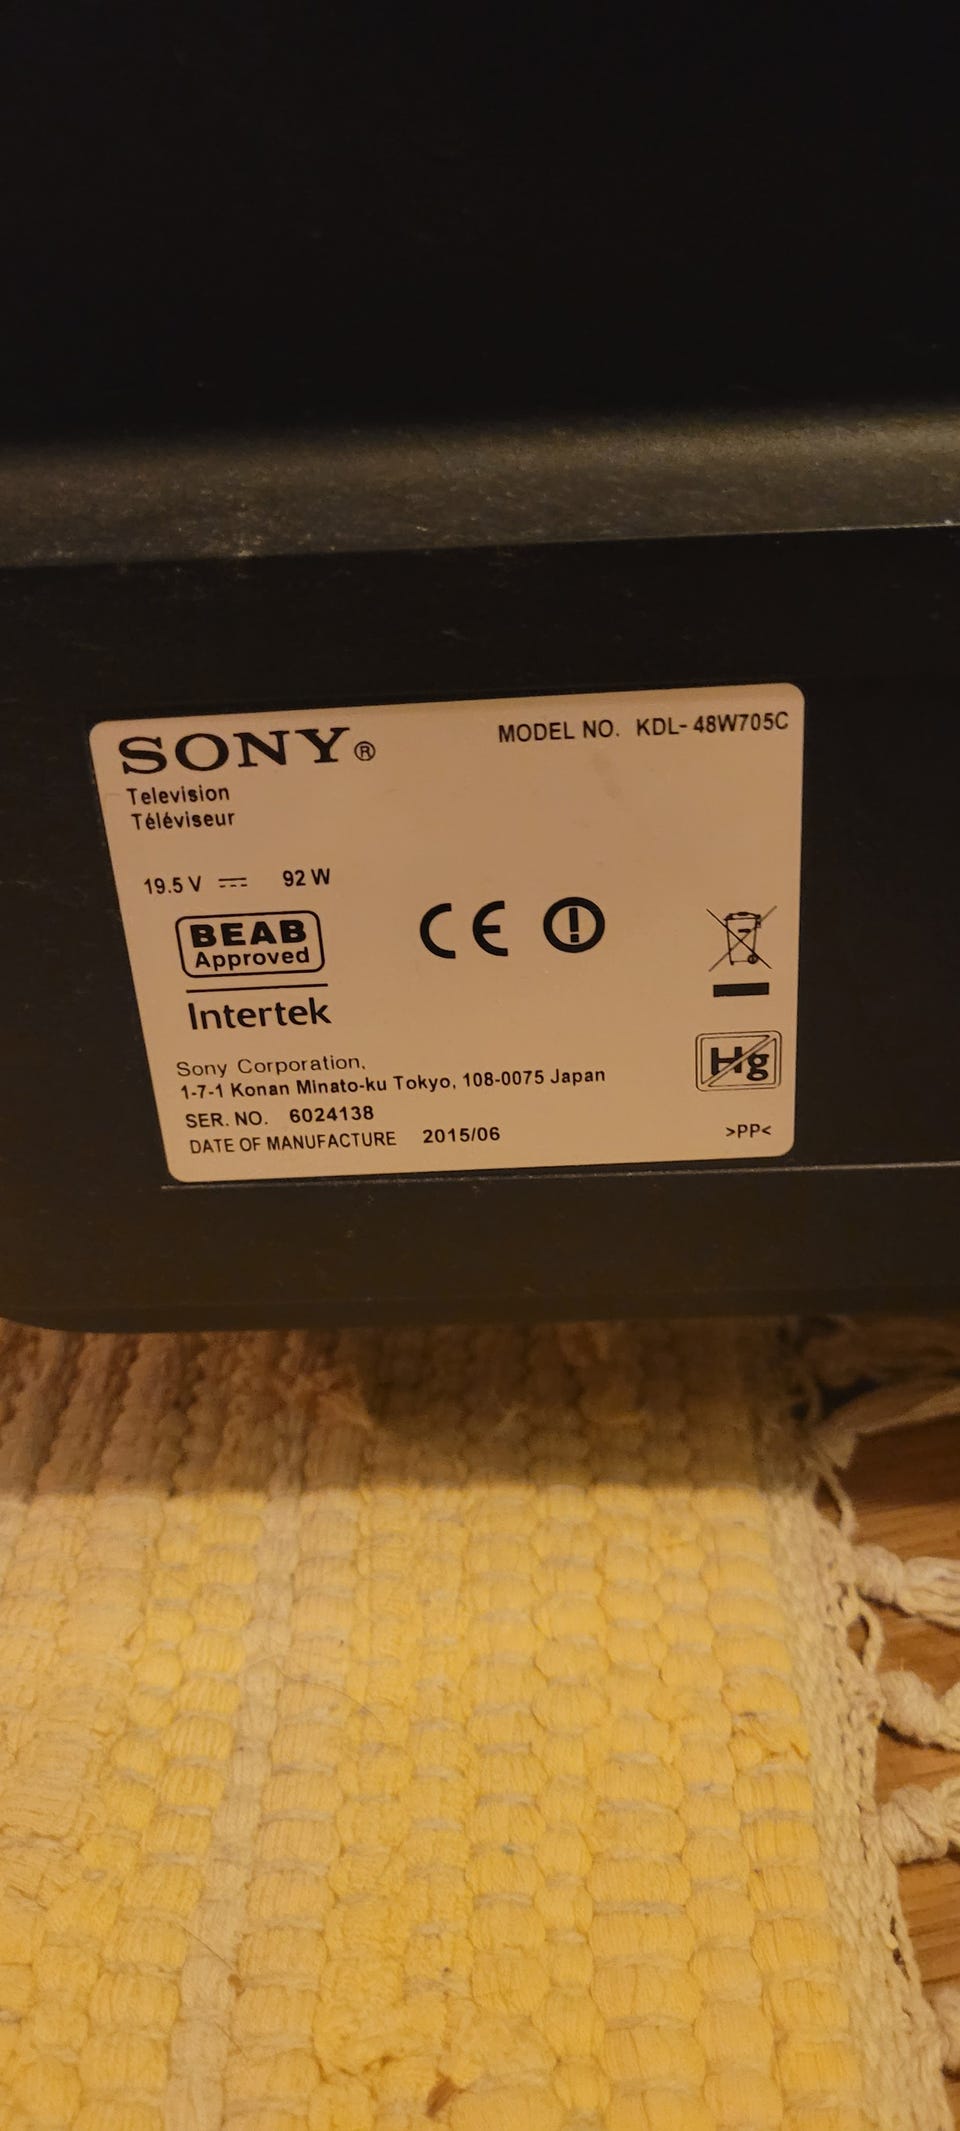 SONY® MODEL NO. KDL-48W705C
Television
Téléviseur
19.5 V 92 W
BEAB
Approved
CE
Intertek
Hg
Sony Corporation,
1-7-1 Konan Minato-ku Tokyo, 108-0075 Japan
SER. NO. 6024138
DATE OF MANUFACTURE 2015/06
>PP<